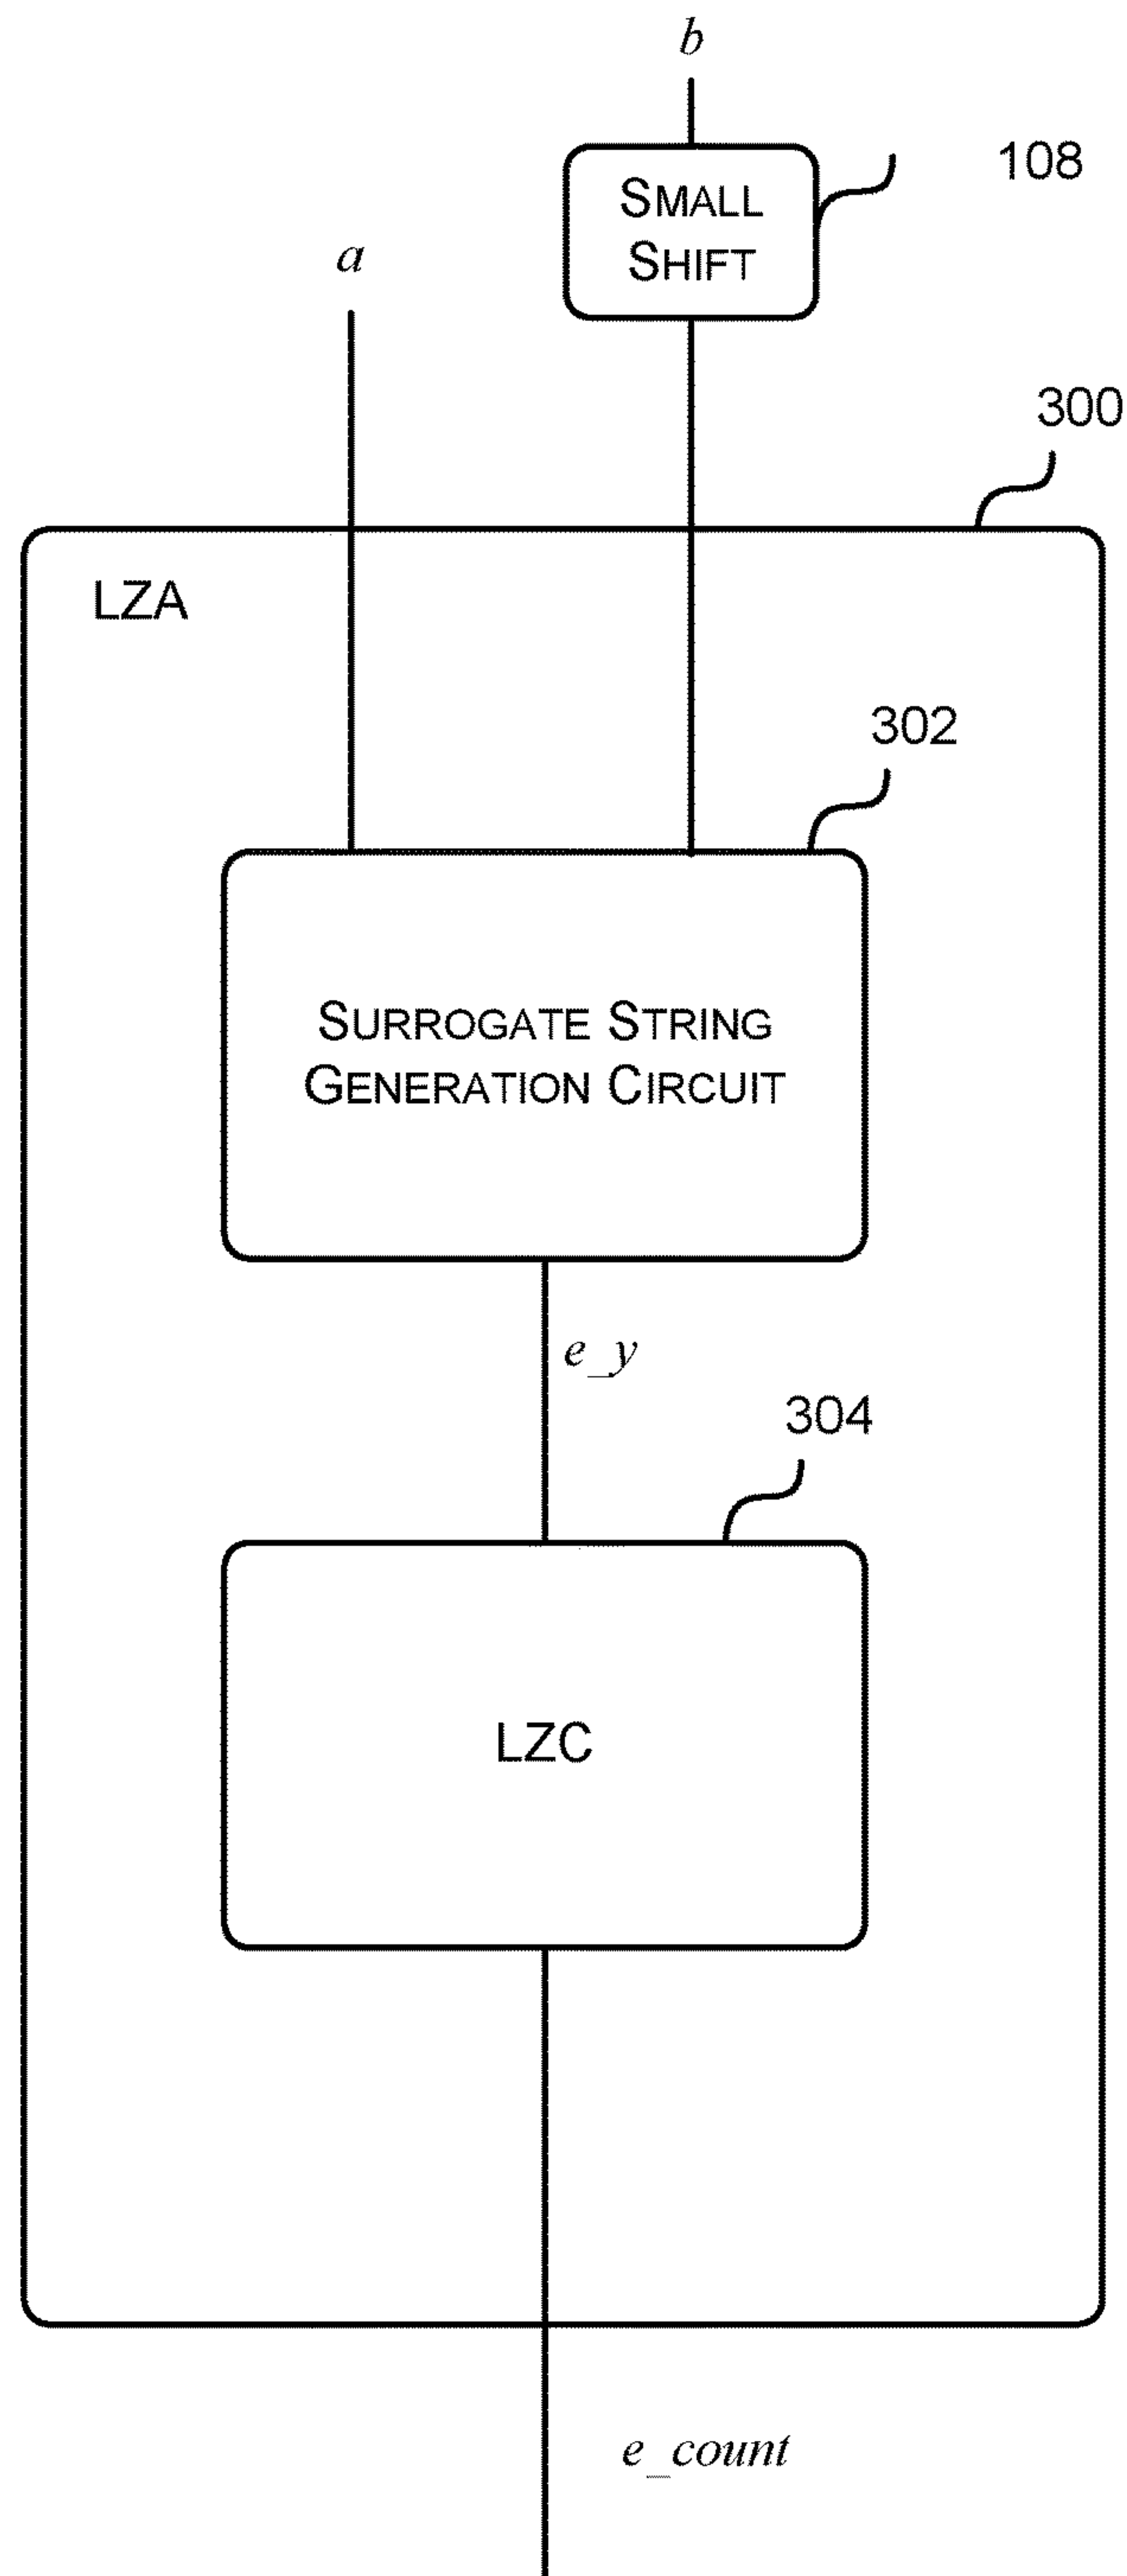 b
108
SMALL
SHIFT
a
300
LZA
302
SURROGATE STRING
GENERATION CIRCUIT
e_y
304
LZC
e_count